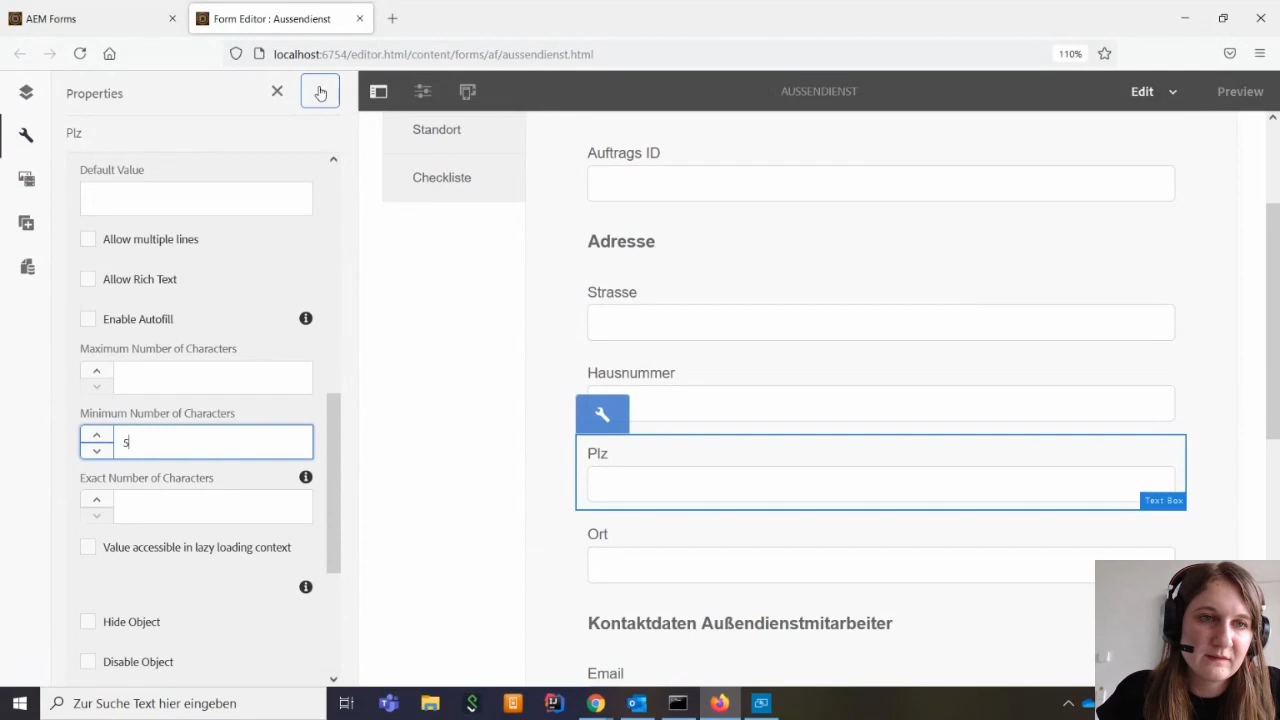 AEM Forms
Form Editor : Aussendienst
localhost:6754/editor.html/content/forms/af/aussendienst.html
110%
Properties
AUSSENDIENST
Edit
Preview
Plz
Default Value
Allow multiple lines
Allow Rich Text
Enable Autofill
Maximum Number of Characters
Minimum Number of Characters
5
Exact Number of Characters
Value accessible in lazy loading context
Hide Object
Disable Object
Standort
Checkliste
Auftrags ID
Adresse
Strasse
Hausnummer
Plz
Text Box
Ort
Kontaktdaten Außendienstmitarbeiter
Email
Zur Suche Text hier eingeben